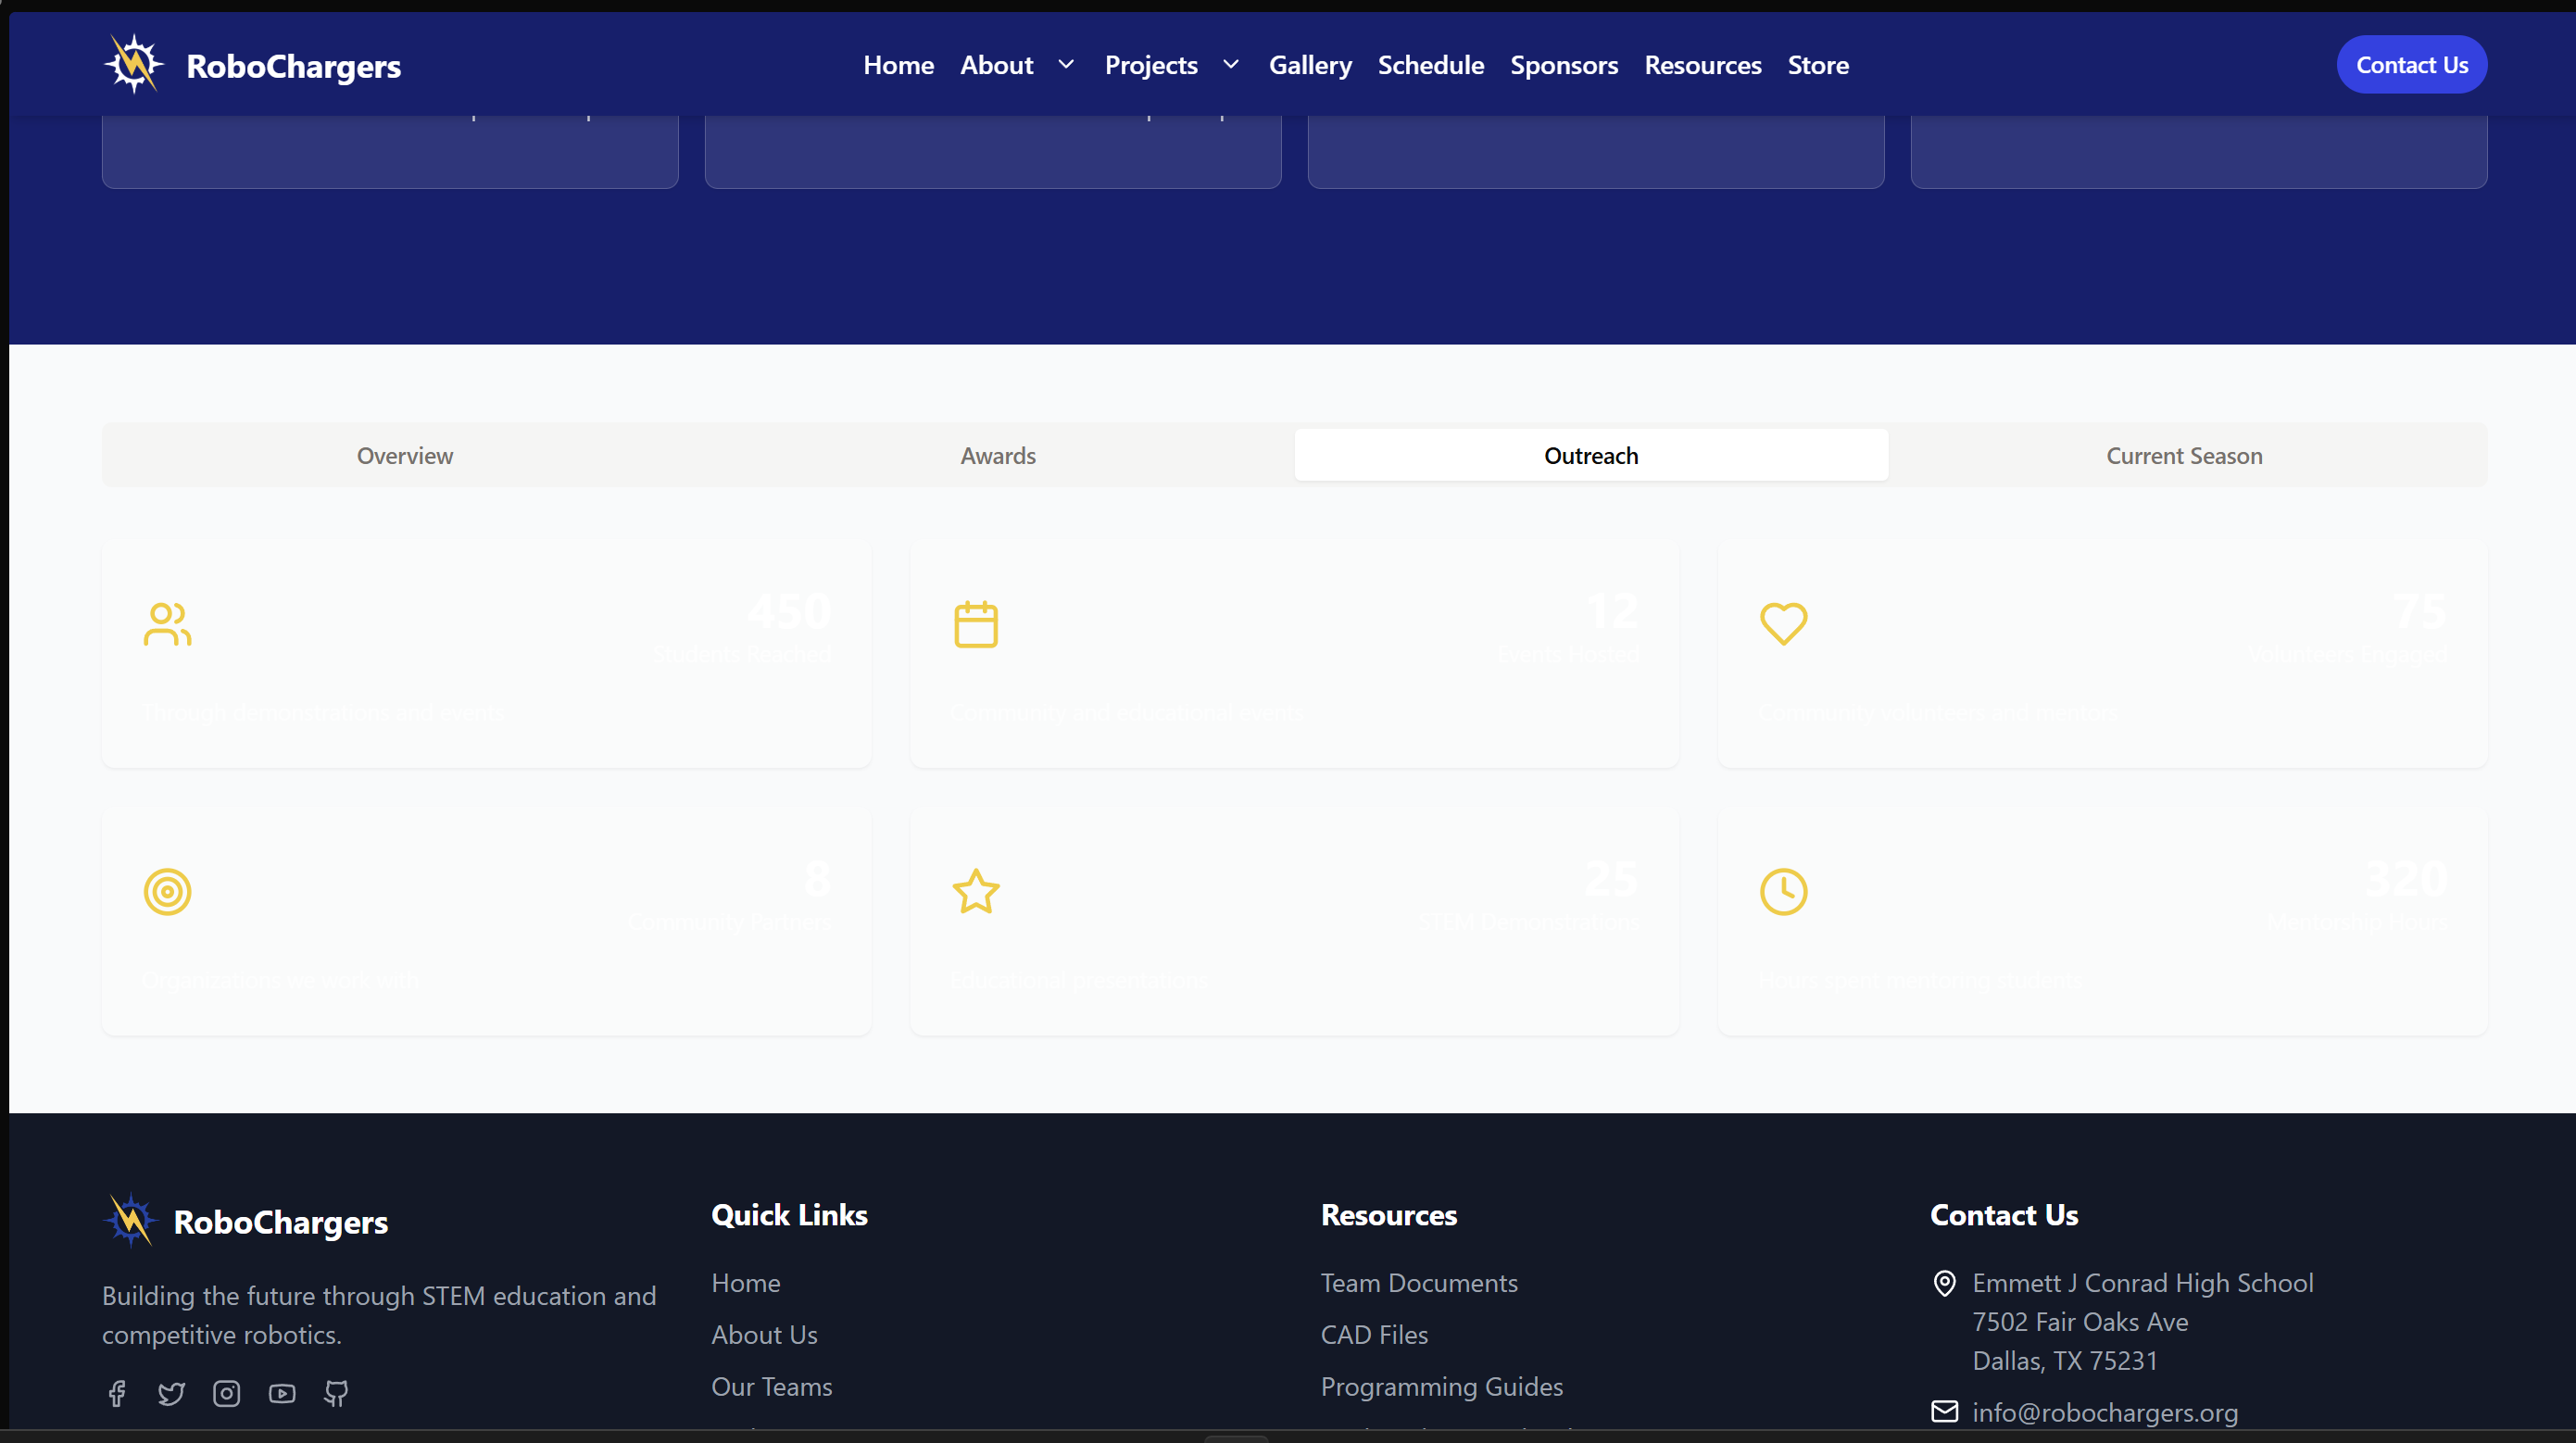 RoboChargers
Home About Projects Gallery Schedule Sponsors Resources Store
Contact Us
Overview Awards Outreach Current Season
450
Students Reached
Through demonstrations and events
12
Events Hosted
Community and educational events
75
Volunteers Engaged
Community volunteers and mentors
8
Community Partners
Organizations we work with
25
STEM Demonstrations
Educational presentations
320
Mentorship Hours
Hours spent mentoring students
RoboChargers
Building the future through STEM education and
competitive robotics.
Quick Links
Home
About Us
Our Teams
Resources
Team Documents
CAD Files
Programming Guides
Contact Us
Emmett J Conrad High School
7502 Fair Oaks Ave
Dallas, TX 75231
info@robochargers.org